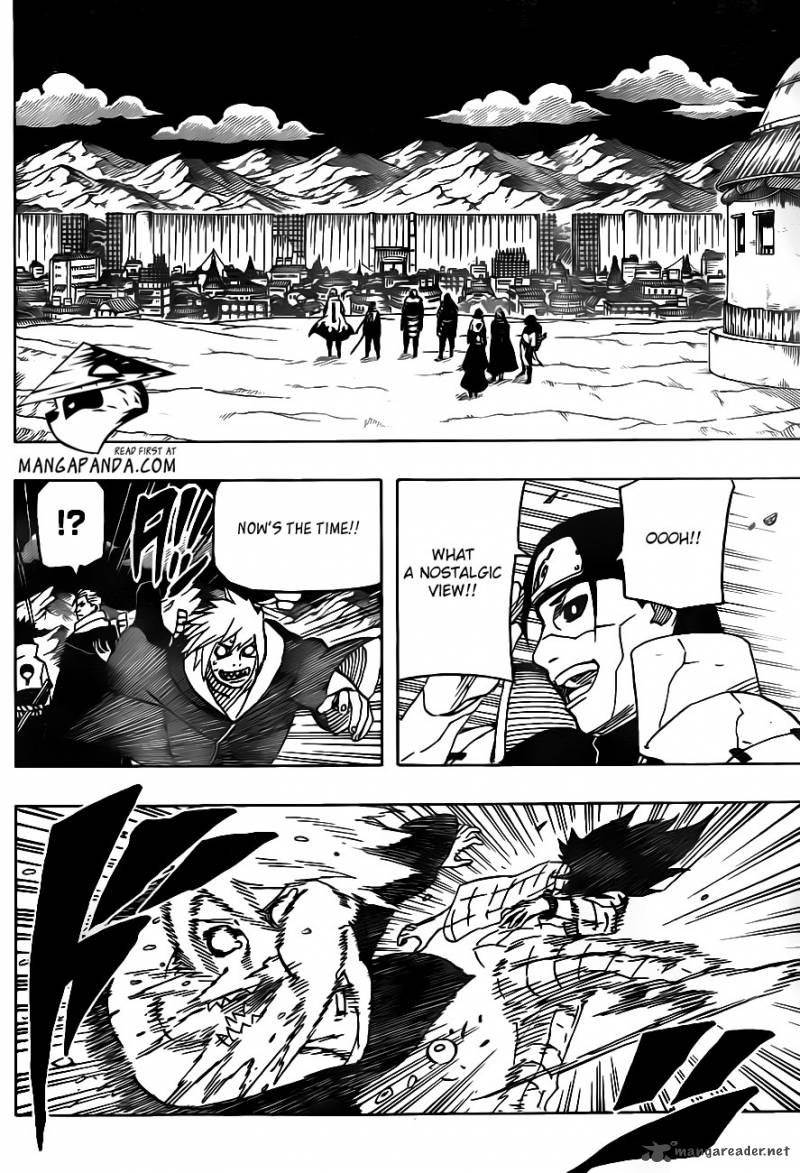 READ FIRST AT
MANGAPANDA.COM
OOOH!!
WHAT
A NOSTALGIC
VIEW!!
NOW'S THE TIME!!
!?
mangareader.net